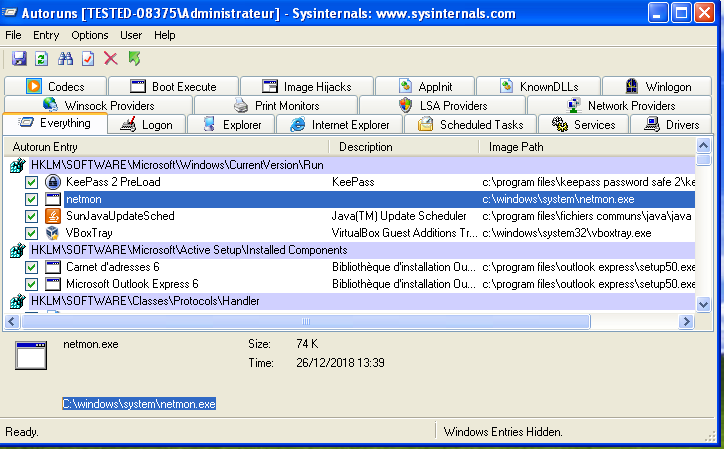 Autoruns [TESTED-08375\Administrateur] - Sysinternals: www.sysinternals.com
File Entry Options User Help
Codecs Boot Execute Image Hijacks AppInit KnownDLLs Winlogon
Winsock Providers Print Monitors LSA Providers Network Providers
Everything Logon Explorer Internet Explorer Scheduled Tasks Services Drivers
Autorun Entry Description Image Path
HKLM\SOFTWARE\Microsoft\Windows\CurrentVersion\Run
KeePass 2 PreLoad KeePass c:\program files\keepass password safe 2\ke
netmon c:\windows\system\netmon.exe
SunJavaUpdateSched Java(TM) Update Scheduler c:\program files\fichiers communs\java\java
VBoxTray VirtualBox Guest Additions Tr... c:\windows\system32\vboxtray.exe
HKLM\SOFTWARE\Microsoft\Active Setup\Installed Components
Carnet d'adresses 6 Bibliothèque d'installation Ou... c:\program files\outlook express\setup50.exe
Microsoft Outlook Express 6 Bibliothèque d'installation Ou... c:\program files\outlook express\setup50.exe
HKLM\SOFTWARE\Classes\Protocols\Handler
netmon.exe Size: 74 K
Time: 26/12/2018 13:39
C:\windows\system\netmon.exe
Ready. Windows Entries Hidden.